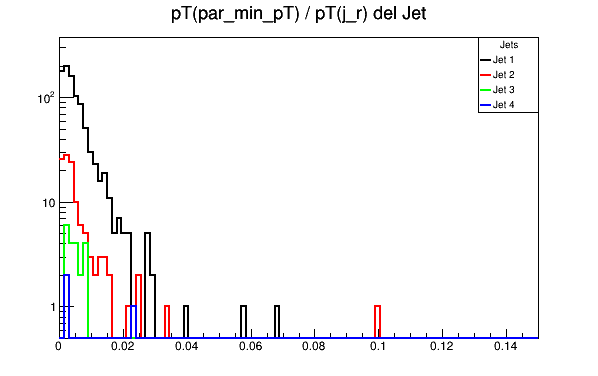 pT(par_min_pT) / pT(j_r) del Jet
Jets
Jet 1
Jet 2
Jet 3
Jet 4
10²
10
1
0 0.02 0.04 0.06 0.08 0.1 0.12 0.14